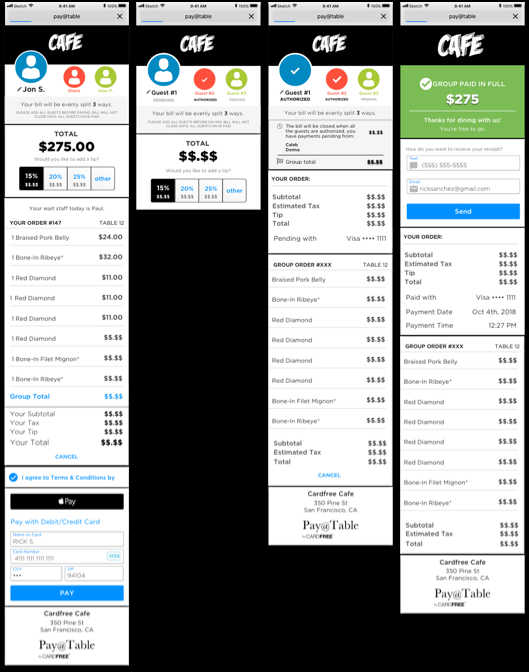 Sketch 9:41 AM 100%
pay@table
CAFE
Jon S.
Diana
Alan P.
Your bill will be evenly split 3 ways.
PLEASE ADD ALL GUESTS BEFORE PAYING. BILL WILL NOT
CLOSE UNTIL ALL GUESTS HAVE PAID
TOTAL
$275.00
Would you like to add a tip?
15% 20% 25% other
$$.$$ $$.$$ $$.$$
Your wait staff today is Paul.
YOUR ORDER #147 TABLE 12
1 Braised Pork Belly $24.00
1 Bone-In Ribeye* $32.00
1 Red Diamond $11.00
1 Red Diamond $11.00
1 Red Diamond $11.00
1 Red Diamond $$.$$
1 Bone-in Filet Mignon* $$.$$
1 Bone-In Ribeye* $$.$$
Group Total $$.$$
Your Subtotal $$.$$
Your Tax $$.$$
Your Tip $$.$$
Your Total $$.$$
CANCEL
I agree to Terms & Conditions by
Pay
Pay with Debit/Credit Card
Name on Card
RICK S.
Card Number
4111 1111 1111 1111 VISA
CVV ZIP
••• 94104
PAY
Cardfree Cafe
350 Pine St
San Francisco, CA
Pay@Table
by CARDFREE
Sketch 9:41 AM 100%
pay@table
CAFE
Guest #1 Guest #2 Guest #3
PENDING AUTHORIZED PENDING
Your bill will be evenly split 3 ways.
PLEASE ADD ALL GUESTS BEFORE PAYING. BILL WILL NOT
CLOSE UNTIL ALL GUESTS HAVE PAID
TOTAL
$$.$$
Would you like to add a tip?
15% 20% 25% other
$$.$$ $$.$$ $$.$$
Sketch 9:41 AM 100%
pay@table
CAFE
Guest #1 Guest #2 Guest #3
AUTHORIZED AUTHORIZED PENDING
Your bill will be evenly split 3 ways.
The bill will be closed when all
the guests are authorized, you
have payments pending from: $$.$$
Caleb
Donna
Group total $$.$$
YOUR ORDER:
Subtotal $$.$$
Estimated Tax $$.$$
Tip $$.$$
Total $$.$$
Pending with Visa •••• 1111
GROUP ORDER #XXX TABLE 12
Braised Pork Belly $$.$$
Bone-In Ribeye* $$.$$
Red Diamond $$.$$
Red Diamond $$.$$
Red Diamond $$.$$
Red Diamond $$.$$
Bone-In Filet Mignon* $$.$$
Bone-In Ribeye* $$.$$
Subtotal $$.$$
Estimated Tax $$.$$
Total $$.$$
CANCEL
Cardfree Cafe
350 Pine St
San Francisco, CA
Pay@Table
by CARDFREE
Sketch 9:41 AM 100%
pay@table
CAFE
GROUP PAID IN FULL
$275
Thanks for dining with us!
You're free to go.
How do you want to receive your receipt?
Text
(555) 555-5555
Email
ricksanchez@gmail.com
Send
YOUR ORDER:
Subtotal $$.$$
Estimated Tax $$.$$
Tip $$.$$
Total $$.$$
Paid with Visa •••• 1111
Payment Date Oct 4th, 2018
Payment Time 12:27 PM
GROUP ORDER #XXX TABLE 12
Braised Pork Belly $$.$$
Bone-In Ribeye* $$.$$
Red Diamond $$.$$
Red Diamond $$.$$
Red Diamond $$.$$
Red Diamond $$.$$
Bone-In Filet Mignon* $$.$$
Bone-In Ribeye* $$.$$
Subtotal $$.$$
Estimated Tax $$.$$
Total $$.$$
Cardfree Cafe
350 Pine St
San Francisco, CA
Pay@Table
by CARDFREE